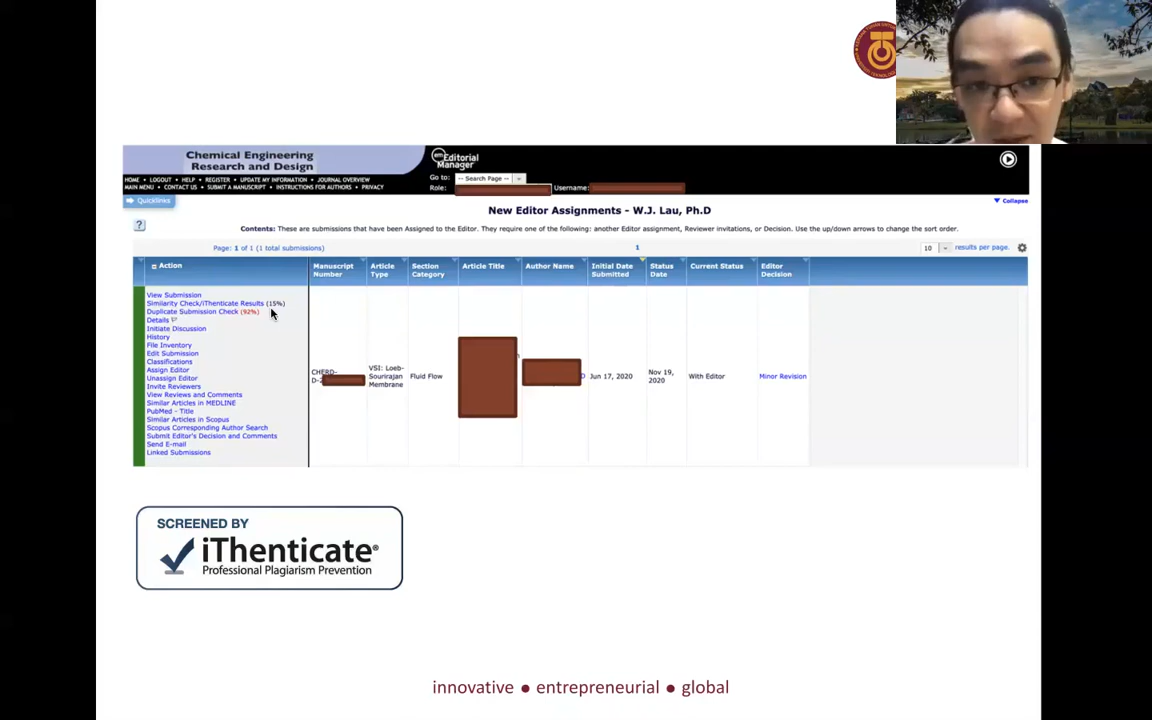 Chemical Engineering
Research and Design
em Editorial
Manager
HOME • LOGOUT • HELP • REGISTER • UPDATE MY INFORMATION • JOURNAL OVERVIEW
MAIN MENU • CONTACT US • SUBMIT A MANUSCRIPT • INSTRUCTIONS FOR AUTHORS • PRIVACY
Go to: -- Search Page --
Role: Username:
Quicklinks
Collapse
New Editor Assignments - W.J. Lau, Ph.D
?
Contents: These are submissions that have been Assigned to the Editor. They require one of the following: another Editor assignment, Reviewer invitations, or Decision. Use the up/down arrows to change the sort order.
Page: 1 of 1 (1 total submissions) 1 10 results per page.
Action
Manuscript
Number
Article
Type
Section
Category
Article Title
Author Name
Initial Date
Submitted
Status
Date
Current Status
Editor
Decision
View Submission
Similarity Check/iThenticate Results (15%)
Duplicate Submission Check (92%)
Details
Initiate Discussion
History
File Inventory
Edit Submission
Classifications
Assign Editor
Unassign Editor
Invite Reviewers
View Reviews and Comments
Similar Articles in MEDLINE
PubMed - Title
Similar Articles in Scopus
Scopus Corresponding Author Search
Submit Editor's Decision and Comments
Send E-mail
Linked Submissions
CHERD-
VSI: Loeb-
Sourirajan
Membrane
Fluid Flow
Jun 17, 2020
Nov 19,
2020
With Editor
Minor Revision
SCREENED BY
iThenticate®
Professional Plagiarism Prevention
innovative ● entrepreneurial ● global